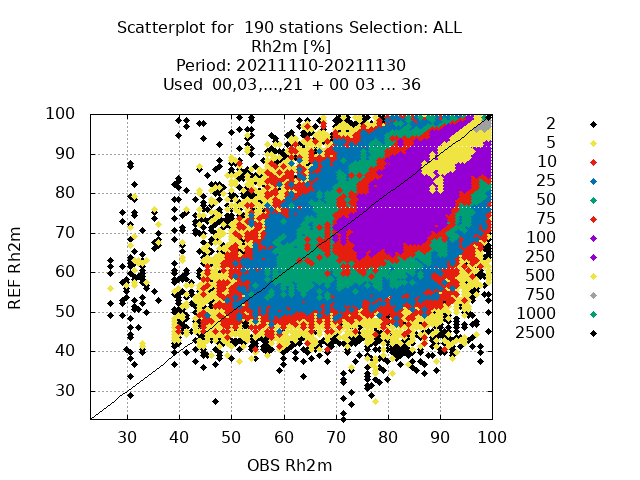 Scatterplot for  190 stations Selection: ALL
Rh2m [%]
Period: 20211110-20211130
Used  00,03,...,21  + 00 03 ... 36
100
90
80
70
60
50
40
30
REF Rh2m
30 40 50 60 70 80 90 100
OBS Rh2m
2
5
10
25
50
75
100
250
500
750
1000
2500